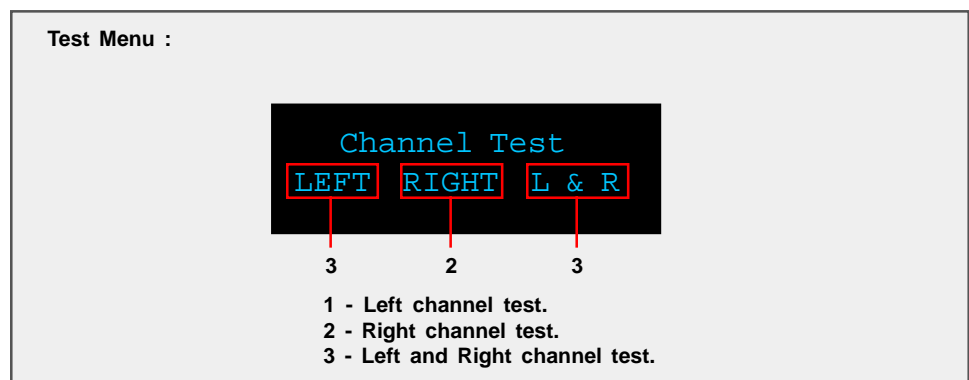 Test Menu :
Channel Test
LEFT RIGHT L & R
3 2 3
1 - Left channel test.
2 - Right channel test.
3 - Left and Right channel test.